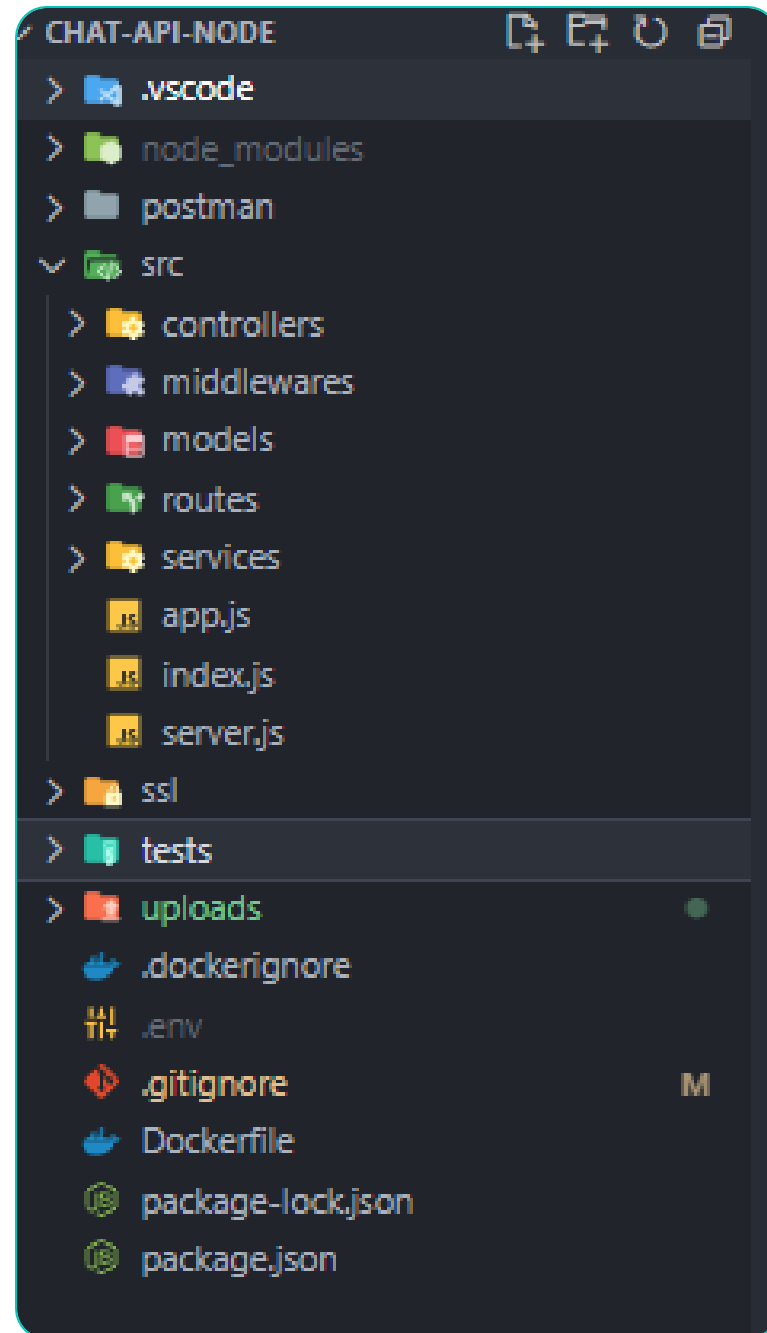 CHAT-API-NODE
.vscode
node_modules
postman
src
controllers
middlewares
models
routes
services
app.js
index.js
server.js
ssl
tests
uploads
.dockerignore
.env
.gitignore M
Dockerfile
package-lock.json
package.json